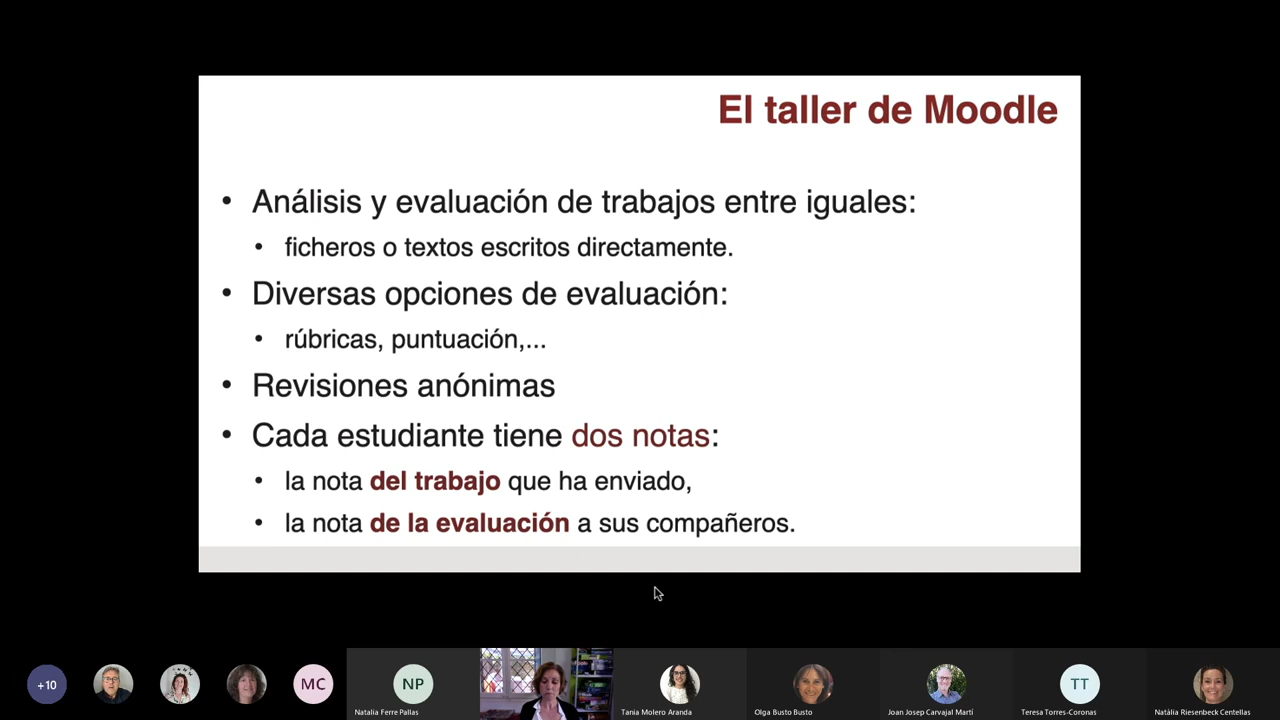 El taller de Moodle
• Análisis y evaluación de trabajos entre iguales:
• ficheros o textos escritos directamente.
• Diversas opciones de evaluación:
• rúbricas, puntuación,...
• Revisiones anónimas
• Cada estudiante tiene dos notas:
• la nota del trabajo que ha enviado,
• la nota de la evaluación a sus compañeros.
+10
MC
NP
TT
Natalia Ferre Pallas
Tania Molero Aranda
Olga Busto Busto
Joan Josep Carvajal Martí
Teresa Torres-Coronas
Natàlia Riesenbeck Centellas